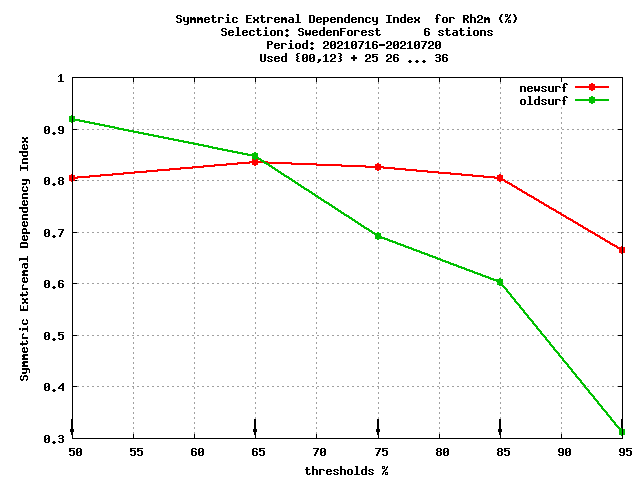 Symmetric Extremal Dependency Index  for Rh2m (%)
Selection: SwedenForest      6 stations
Period: 20210716-20210720
Used {00,12} + 25 26 ... 36
newsurf
oldsurf
Symmetric Extremal Dependency Index
1
0.9
0.8
0.7
0.6
0.5
0.4
0.3
50 55 60 65 70 75 80 85 90 95
thresholds %